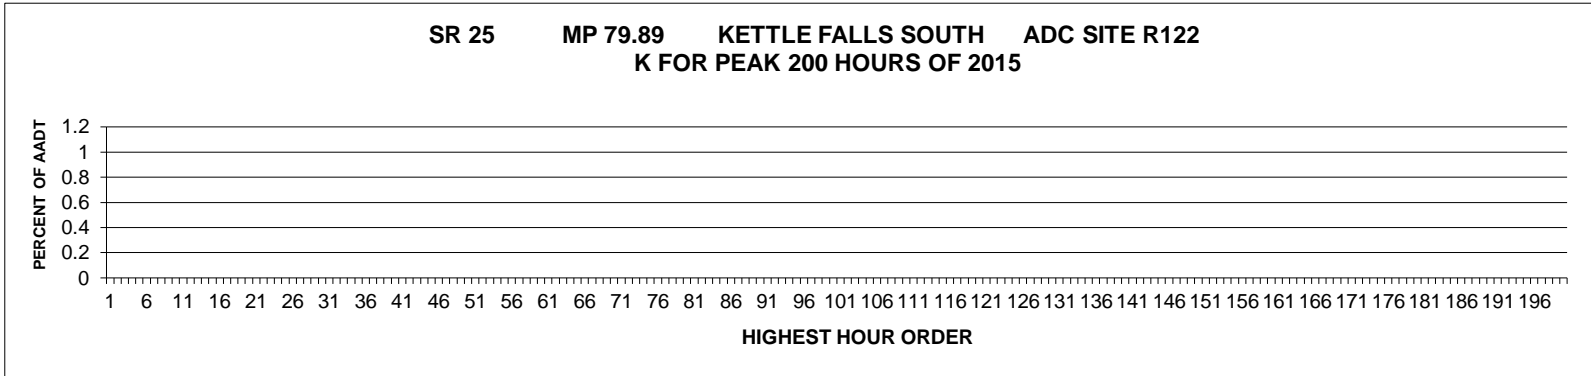 SR 25 MP 79.89 KETTLE FALLS SOUTH ADC SITE R122
K FOR PEAK 200 HOURS OF 2015
PERCENT OF AADT
1.2
1
0.8
0.6
0.4
0.2
0
1 6 11 16 21 26 31 36 41 46 51 56 61 66 71 76 81 86 91 96 101 106 111 116 121 126 131 136 141 146 151 156 161 166 171 176 181 186 191 196
HIGHEST HOUR ORDER